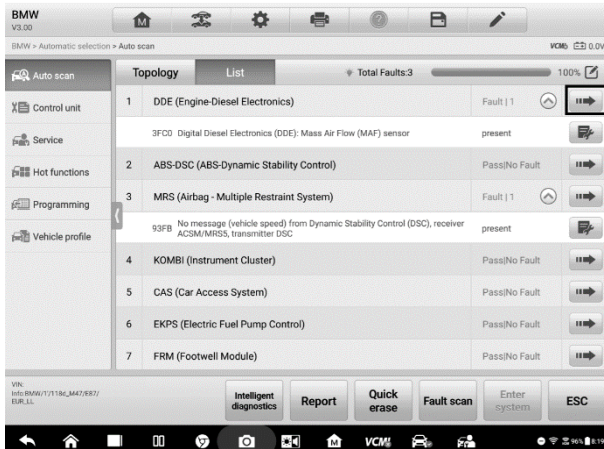 BMW
V3.00
BMW > Automatic selection > Auto scan
VCMI 0.0V
Auto scan
Control unit
Service
Hot functions
Programming
Vehicle profile
Topology List Total Faults:3 100%
1 DDE (Engine-Diesel Electronics) Fault | 1
3FC0 Digital Diesel Electronics (DDE): Mass Air Flow (MAF) sensor present
2 ABS-DSC (ABS-Dynamic Stability Control) Pass|No Fault
3 MRS (Airbag - Multiple Restraint System) Fault | 1
93FB No message (vehicle speed) from Dynamic Stability Control (DSC), receiver
ACSM/MRS5, transmitter DSC present
4 KOMBI (Instrument Cluster) Pass|No Fault
5 CAS (Car Access System) Pass|No Fault
6 EKPS (Electric Fuel Pump Control) Pass|No Fault
7 FRM (Footwell Module) Pass|No Fault
VIN:
Info:BMW/1'/118d_M47/E87/
EUR_LL
Intelligent
diagnostics
Report
Quick
erase
Fault scan
Enter
system
ESC
VCMI
96% 8:19